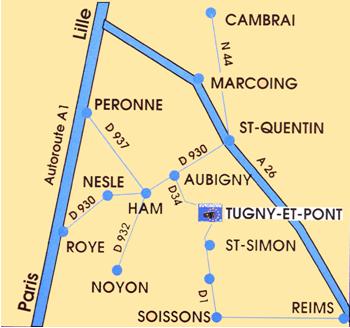 Lille
CAMBRAI
N 44
MARCOING
PERONNE
Autoroute A1
D 937
ST-QUENTIN
D 930
A 26
NESLE
AUBIGNY
D34
D 930
HAM
TUGNY-ET-PONT
D 932
ROYE
ST-SIMON
NOYON
Paris
D1
SOISSONS
REIMS